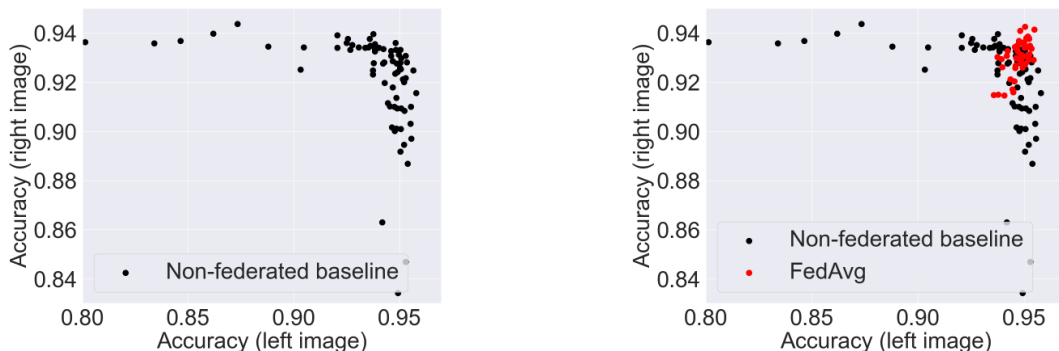 0.94
0.92
0.90
0.88
0.86
0.84
Accuracy (right image)
Non-federated baseline
0.80 0.85 0.90 0.95
Accuracy (left image)
0.94
0.92
0.90
0.88
0.86
0.84
Accuracy (right image)
Non-federated baseline
FedAvg
0.80 0.85 0.90 0.95
Accuracy (left image)